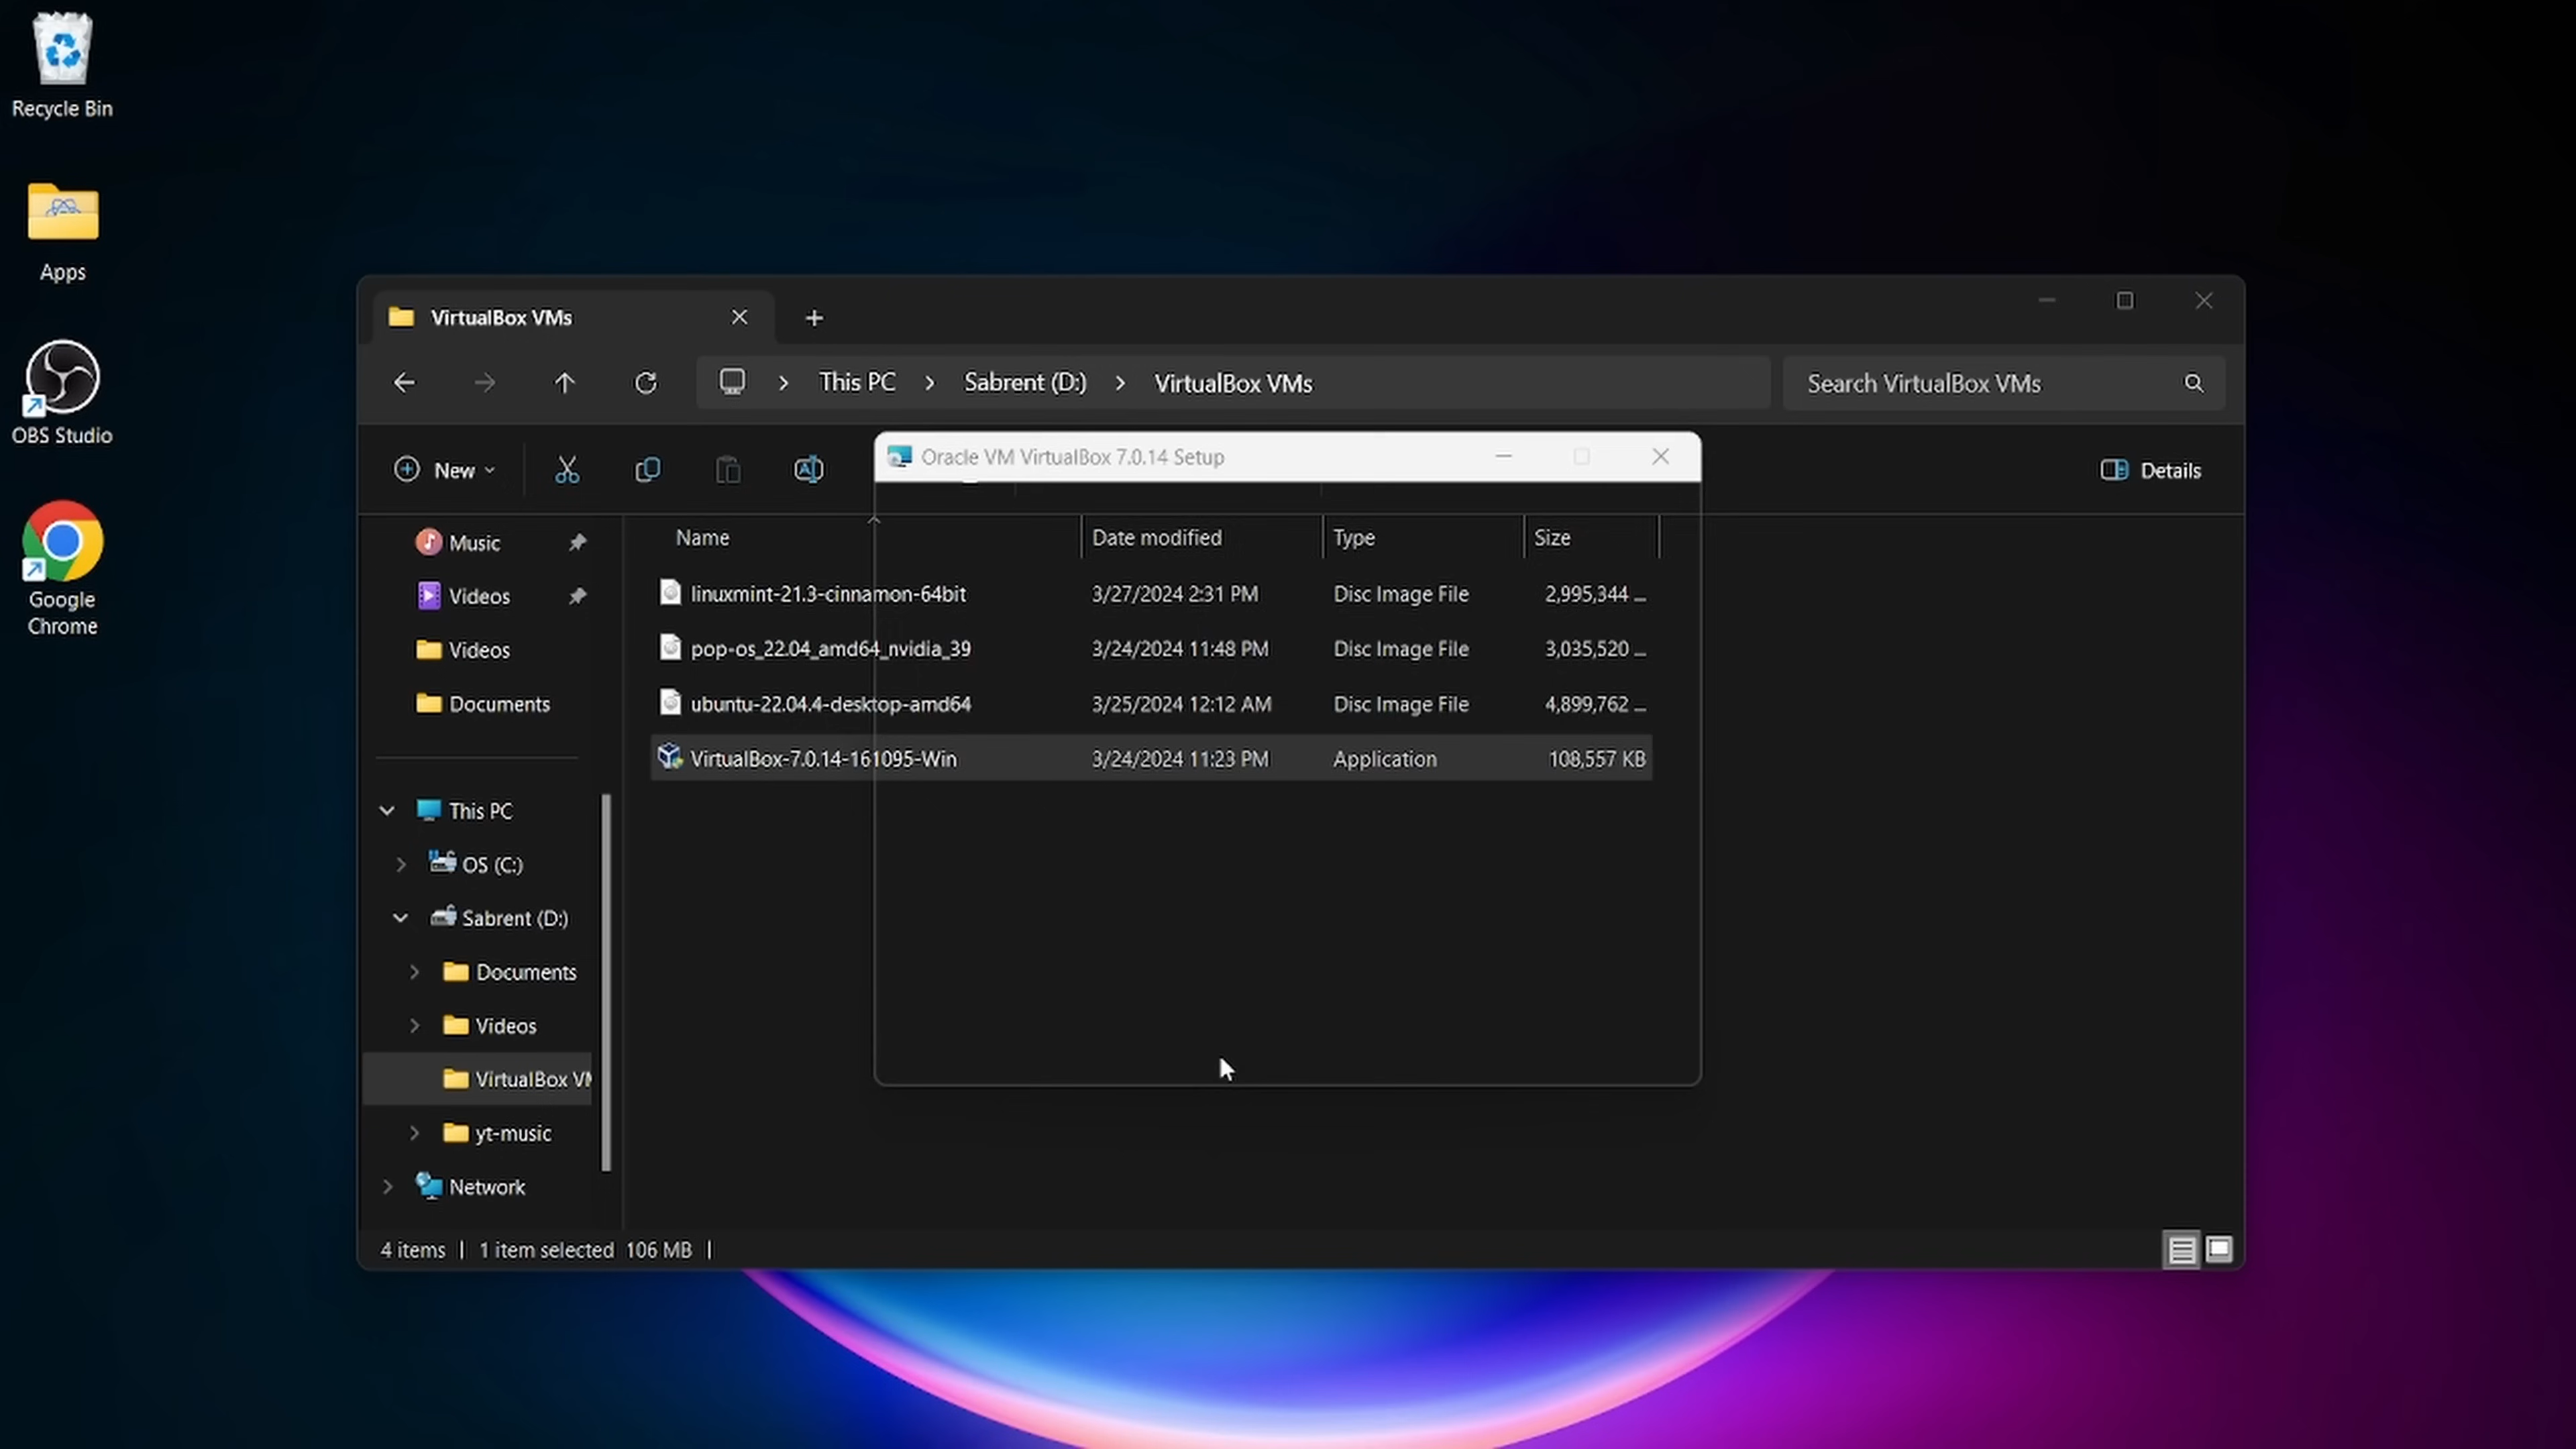 Recycle Bin
Apps
OBS Studio
Google
Chrome
VirtualBox VMs
This PC > Sabrent (D:) > VirtualBox VMs
Search VirtualBox VMs
New
Details
Oracle VM VirtualBox 7.0.14 Setup
Name Date modified Type Size
linuxmint-21.3-cinnamon-64bit 3/27/2024 2:31 PM Disc Image File 2,995,344 ...
pop-os_22.04_amd64_nvidia_39 3/24/2024 11:48 PM Disc Image File 3,035,520 ...
ubuntu-22.04.4-desktop-amd64 3/25/2024 12:12 AM Disc Image File 4,899,762 ...
VirtualBox-7.0.14-161095-Win 3/24/2024 11:23 PM Application 108,557 KB
Music
Videos
Videos
Documents
This PC
OS (C:)
Sabrent (D:)
Documents
Videos
VirtualBox VM
yt-music
Network
4 items | 1 item selected 106 MB |